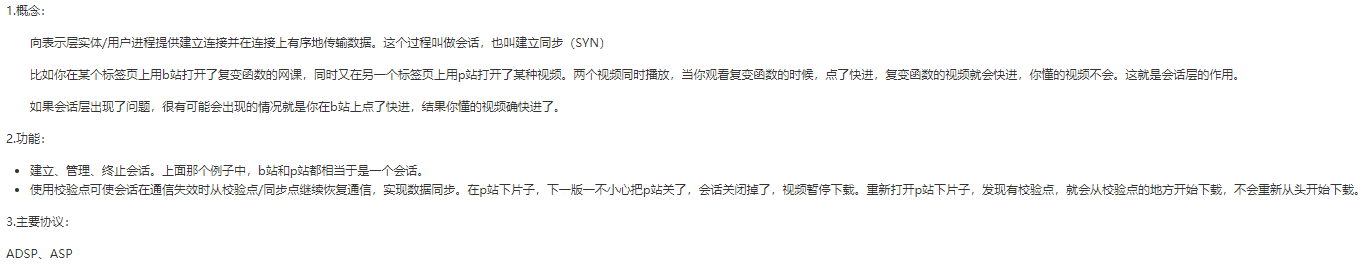 1.概念：
向表示层实体/用户进程提供建立连接并在连接上有序地传输数据。这个过程叫做会话，也叫建立同步（SYN）
比如你在某个标签页上用b站打开了复变函数的网课，同时又在另一个标签页上用p站打开了某种视频。两个视频同时播放，当你观看复变函数的时候，点了快进，复变函数的视频就会快进，你懂的视频不会。这就是会话层的作用。
如果会话层出现了问题，很有可能会出现的情况就是你在b站上点了快进，结果你懂的视频确快进了。
2.功能：
• 建立、管理、终止会话。上面那个例子中，b站和p站都相当于是一个会话。
• 使用校验点可使会话在通信失效时从校验点/同步点继续恢复通信，实现数据同步。在p站下片子，下一版一不小心把p站关了，会话关闭掉了，视频暂停下载。重新打开p站下片子，发现有校验点，就会从校验点的地方开始下载，不会重新从头开始下载。
3.主要协议：
ADSP、ASP